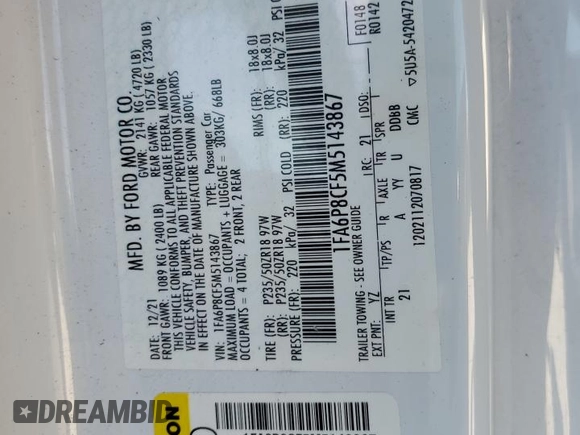 MFD. BY FORD MOTOR CO.
DATE: 12/21 GVWR: 2141 KG (4720 LB)
FRONT GAWR: 1089 KG (2400 LB) REAR GAWR: 1057 KG (2330 LB)
THIS VEHICLE CONFORMS TO ALL APPLICABLE FEDERAL MOTOR
VEHICLE SAFETY, BUMPER, AND THEFT PREVENTION STANDARDS
IN EFFECT ON THE DATE OF MANUFACTURE SHOWN ABOVE.
VIN: 1FA6P8CF5M5143867 TYPE: Passenger Car
MAXIMUM LOAD = OCCUPANTS + LUGGAGE = 303KG/ 668LB
OCCUPANTS = 4 TOTAL; 2 FRONT, 2 REAR
TIRE (FR): P235/50ZR18 97W RIMS (FR): 18x8.0J
(RR): P235/50ZR18 97W (RR): 18x8.0J
PRESSURE (FR): 220 kPa/ 32 PSI COLD (RR): 220 kPa/ 32 PSI COLD
1FA6P8CF5M5143867
F0148
R0142
TRAILER TOWING - SEE OWNER GUIDE
EXT PNT: YZ RC: 21 DSO:
INT TR TP/PS R AXLE TR SPR
21 A YY U DDBB
1202112070817 CMC
5U5A-5420472
DREAMBID